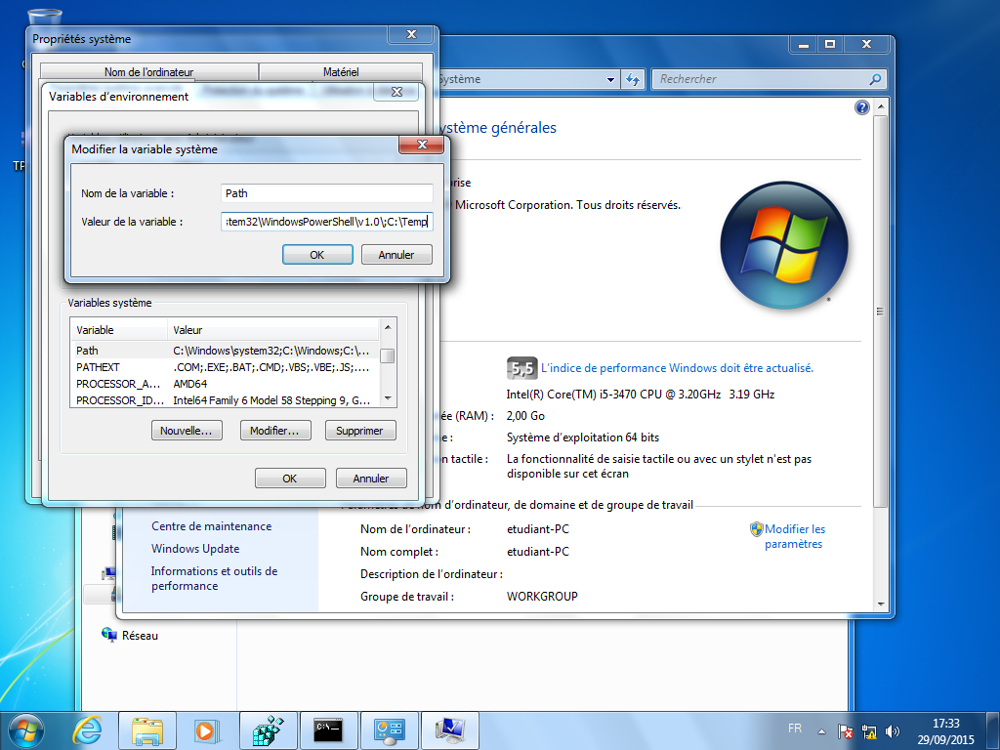 Propriétés système
Nom de l'ordinateur
Matériel
Variables d'environnement
Modifier la variable système
Nom de la variable :
Path
Valeur de la variable :
tem32\WindowsPowerShell\v1.0\;C:\Temp
OK
Annuler
Variables système
Variable
Valeur
Path
C:\Windows\system32;C:\Windows;C:\...
PATHEXT
.COM;.EXE;.BAT;.CMD;.VBS;.VBE;.JS;....
PROCESSOR_A...
AMD64
PROCESSOR_ID...
Intel64 Family 6 Model 58 Stepping 9, G...
Nouvelle...
Modifier...
Supprimer
OK
Annuler
Système
Rechercher
ystème générales
rise
Microsoft Corporation. Tous droits réservés.
5,5
L'indice de performance Windows doit être actualisé.
Intel(R) Core(TM) i5-3470 CPU @ 3.20GHz 3.19 GHz
ée (RAM) :
2,00 Go
e :
Système d'exploitation 64 bits
n tactile :
La fonctionnalité de saisie tactile ou avec un stylet n'est pas
disponible sur cet écran
d'ordinateur, de domaine et de groupe de travail
Nom de l'ordinateur :
etudiant-PC
Modifier les
paramètres
Nom complet :
etudiant-PC
Description de l'ordinateur :
Groupe de travail :
WORKGROUP
Centre de maintenance
Windows Update
Informations et outils de
performance
Réseau
TP
C:\_
FR
17:33
29/09/2015